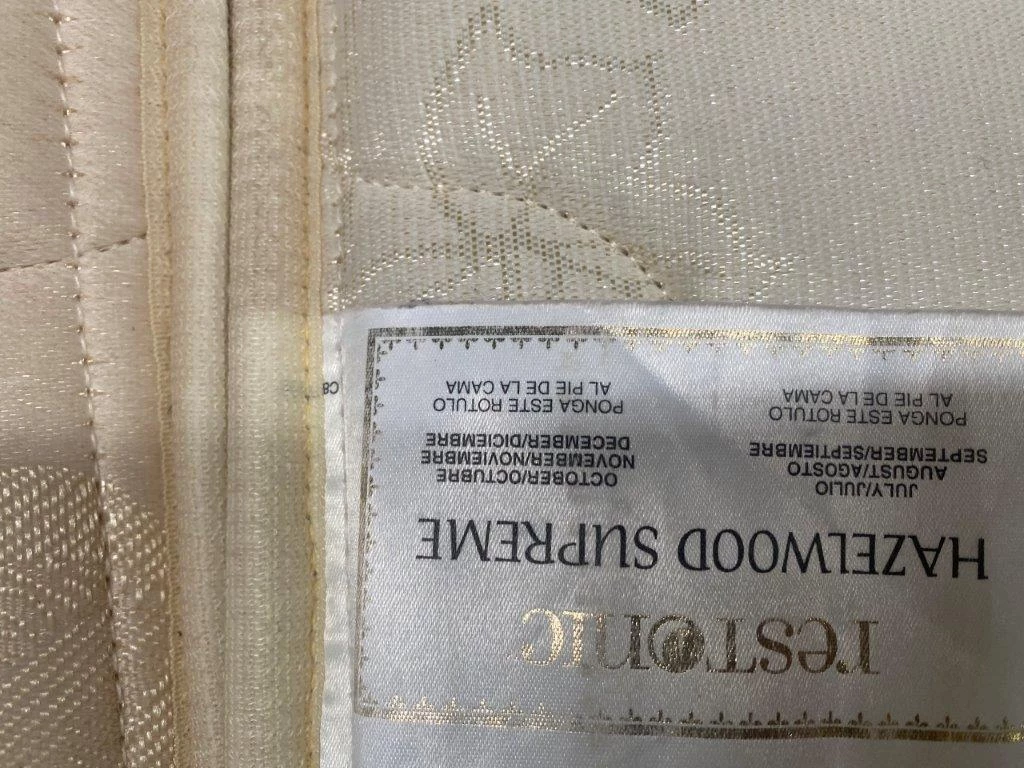 resTonic
HAZELWOOD SUPREME
JULY/JULIO
AUGUST/AGOSTO
SEPTEMBER/SEPTIEMBRE
PONGA ESTE ROTULO
AL PIE DE LA CAMA
OCTOBER/OCTUBRE
NOVEMBER/NOVIEMBRE
DECEMBER/DICIEMBRE
PONGA ESTE ROTULO
AL PIE DE LA CAMA